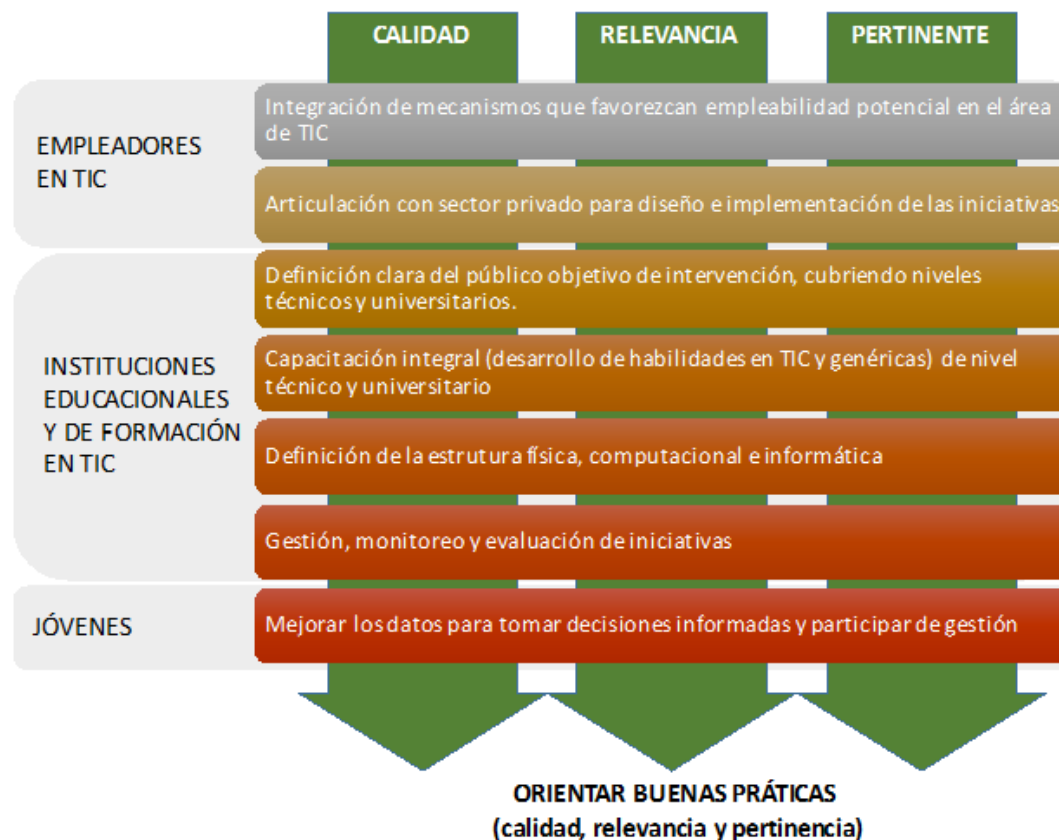 CALIDAD
RELEVANCIA
PERTINENTE
EMPLEADORES
EN TIC
Integración de mecanismos que favorezcan empleabilidad potencial en el área
de TIC
Articulación con sector privado para diseño e implementación de las iniciativas
INSTITUCIONES
EDUCACIONALES
Y DE FORMACIÓN
EN TIC
Definición clara del público objetivo de intervención, cubriendo niveles
técnicos y universitarios.
Capacitación integral (desarrollo de habilidades en TIC y genéricas) de nivel
técnico y universitario
Definición de la estrutura física, computacional e informática
Gestión, monitoreo y evaluación de iniciativas
JÓVENES
Mejorar los datos para tomar decisiones informadas y participar de gestión
ORIENTAR BUENAS PRÁTICAS
(calidad, relevancia y pertinencia)